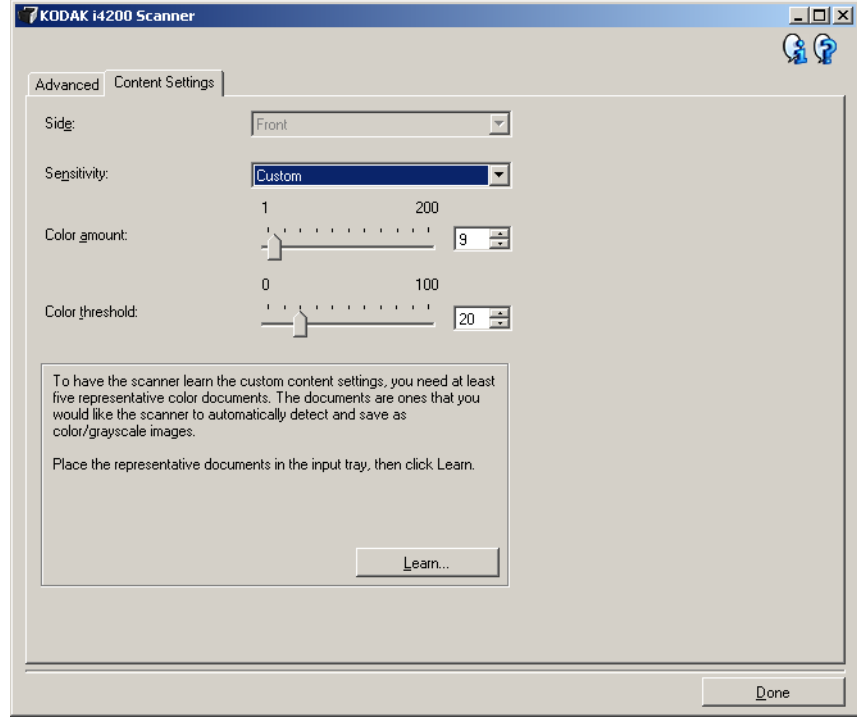 KODAK i4200 Scanner
Advanced
Content Settings
Side:
Front
Sensitivity:
Custom
1 200
Color amount:
9
0 100
Color threshold:
20
To have the scanner learn the custom content settings, you need at least
five representative color documents. The documents are ones that you
would like the scanner to automatically detect and save as
color/grayscale images.
Place the representative documents in the input tray, then click Learn.
Learn...
Done